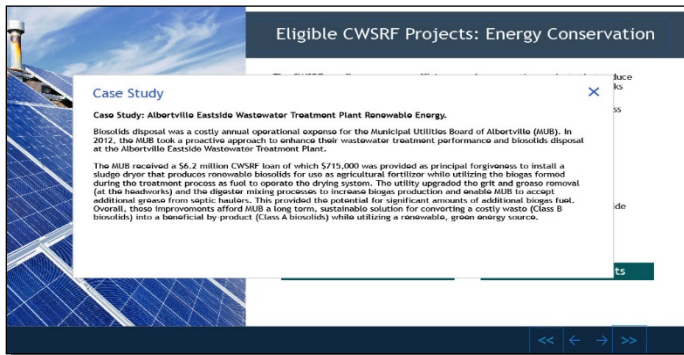 Eligible CWSRF Projects: Energy Conservation
duce
ks
ss
Case Study
×
Case Study: Albertville Eastside Wastewater Treatment Plant Renewable Energy.
Biosolids disposal was a costly annual operational expense for the Municipal Utilities Board of Albertville (MUB). In
2012, the MUB took a proactive approach to enhance their wastewater treatment performance and biosolids disposal
at the Albertville Eastside Wastewater Treatment Plant.
The MUB received a $6.2 million CWSRF loan of which $715,000 was provided as principal forgiveness to install a
sludge dryer that produces renewable biosolids for use as agricultural fertilizer while utilizing the biogas formed
during the treatment process as fuel to operate the drying system. The utility upgraded the grit and grease removal
(at the headworks) and the digester mixing processes to increase biogas production and enable MUB to accept
additional grease from septic haulers. This provided the potential for significant amounts of additional biogas fuel.
Overall, these improvements afford MUB a long term, sustainable solution for converting a costly waste (Class B
biosolids) into a beneficial by-product (Class A biosolids) while utilizing a renewable, green energy source.
ide
ts
<< ← → >>